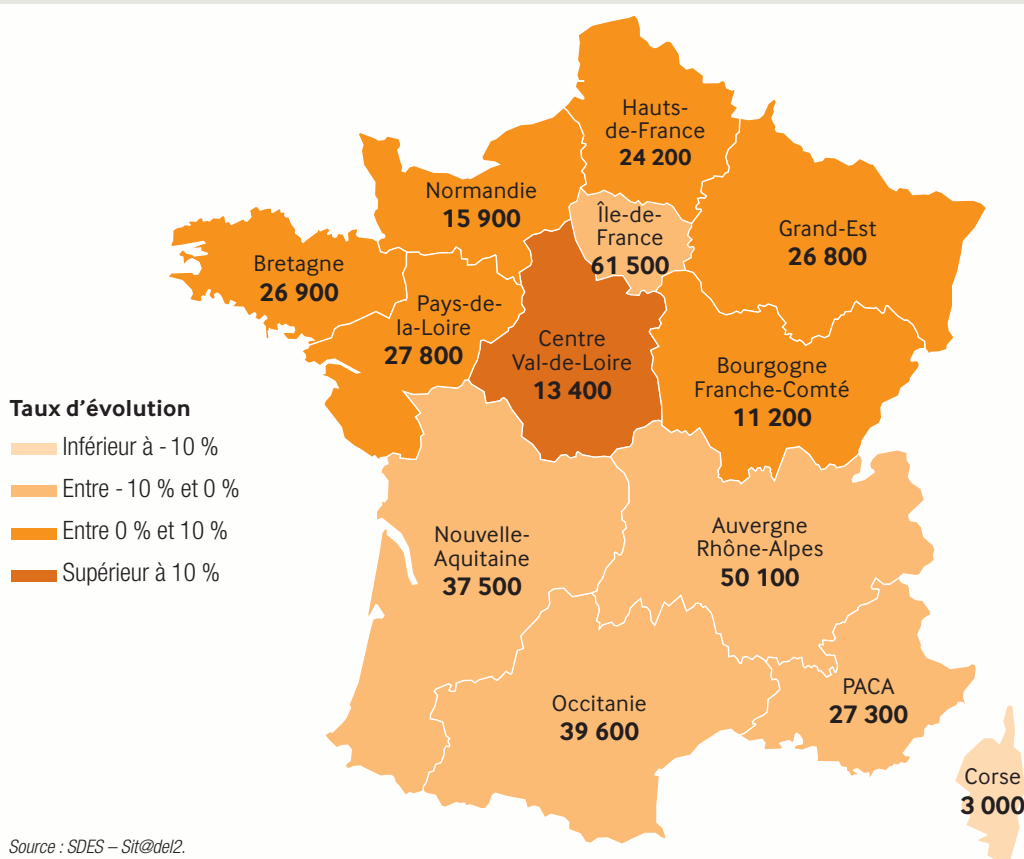 Hauts-
de-France
24 200
Normandie
15 900
Île-de-
France
61 500
Grand-Est
26 800
Bretagne
26 900
Pays-de-
la-Loire
27 800
Centre
Val-de-Loire
13 400
Bourgogne
Franche-Comté
11 200
Taux d'évolution
Inférieur à - 10 %
Entre - 10 % et 0 %
Entre 0 % et 10 %
Supérieur à 10 %
Nouvelle-
Aquitaine
37 500
Auvergne
Rhône-Alpes
50 100
Occitanie
39 600
PACA
27 300
Corse
3 000
Source : SDES – Sit@del2.